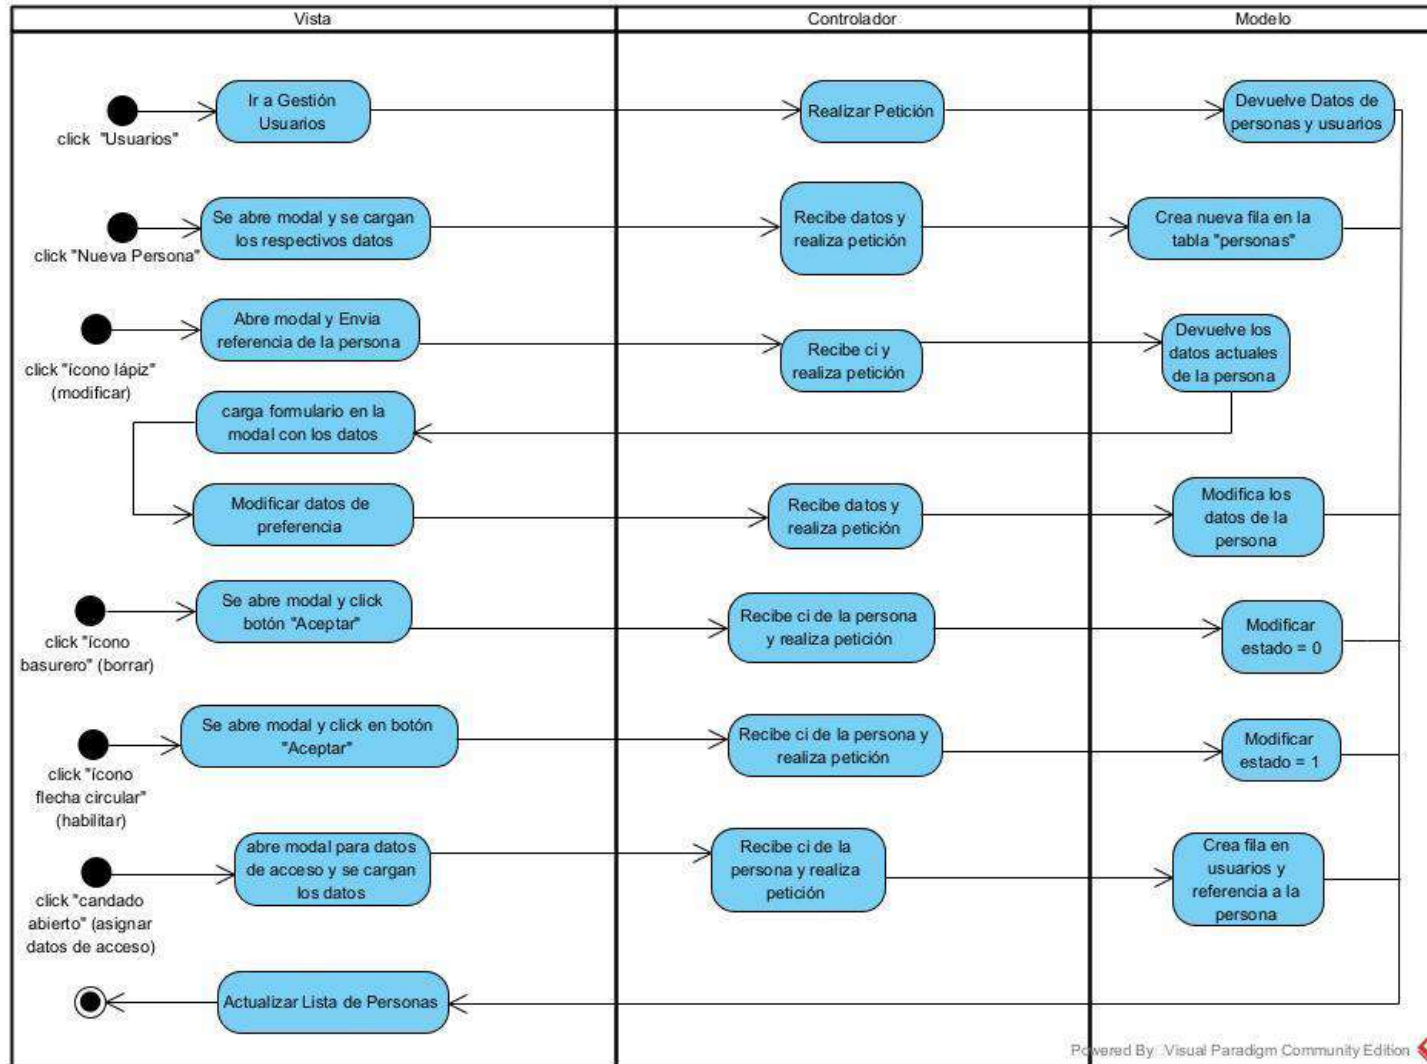 Vista
Controlador
Modelo
Ir a Gestión
Usuarios
Realizar Petición
Devuelve Datos de
personas y usuarios
click "Usuarios"
Se abre modal y se cargan
los respectivos datos
Recibe datos y
realiza petición
Crea nueva fila en la
tabla "personas"
click "Nueva Persona"
Abre modal y Envia
referencia de la persona
Recibe ci y
realiza petición
Devuelve los
datos actuales
de la persona
click "ícono lápiz"
(modificar)
carga formulario en la
modal con los datos
Modificar datos de
preferencia
Recibe datos y
realiza petición
Modifica los
datos de la
persona
Se abre modal y click
botón "Aceptar"
Recibe ci de la persona
y realiza petición
Modificar
estado = 0
click "ícono
basurero" (borrar)
Se abre modal y click en botón
"Aceptar"
Recibe ci de la persona y
realiza petición
Modificar
estado = 1
click "ícono
flecha circular"
(habilitar)
abre modal para datos
de acceso y se cargan
los datos
Recibe ci de la
persona y realiza
petición
Crea fila en
usuarios y
referencia a la
persona
click "candado
abierto" (asignar
datos de acceso)
Actualizar Lista de Personas
Powered By Visual Paradigm Community Edition